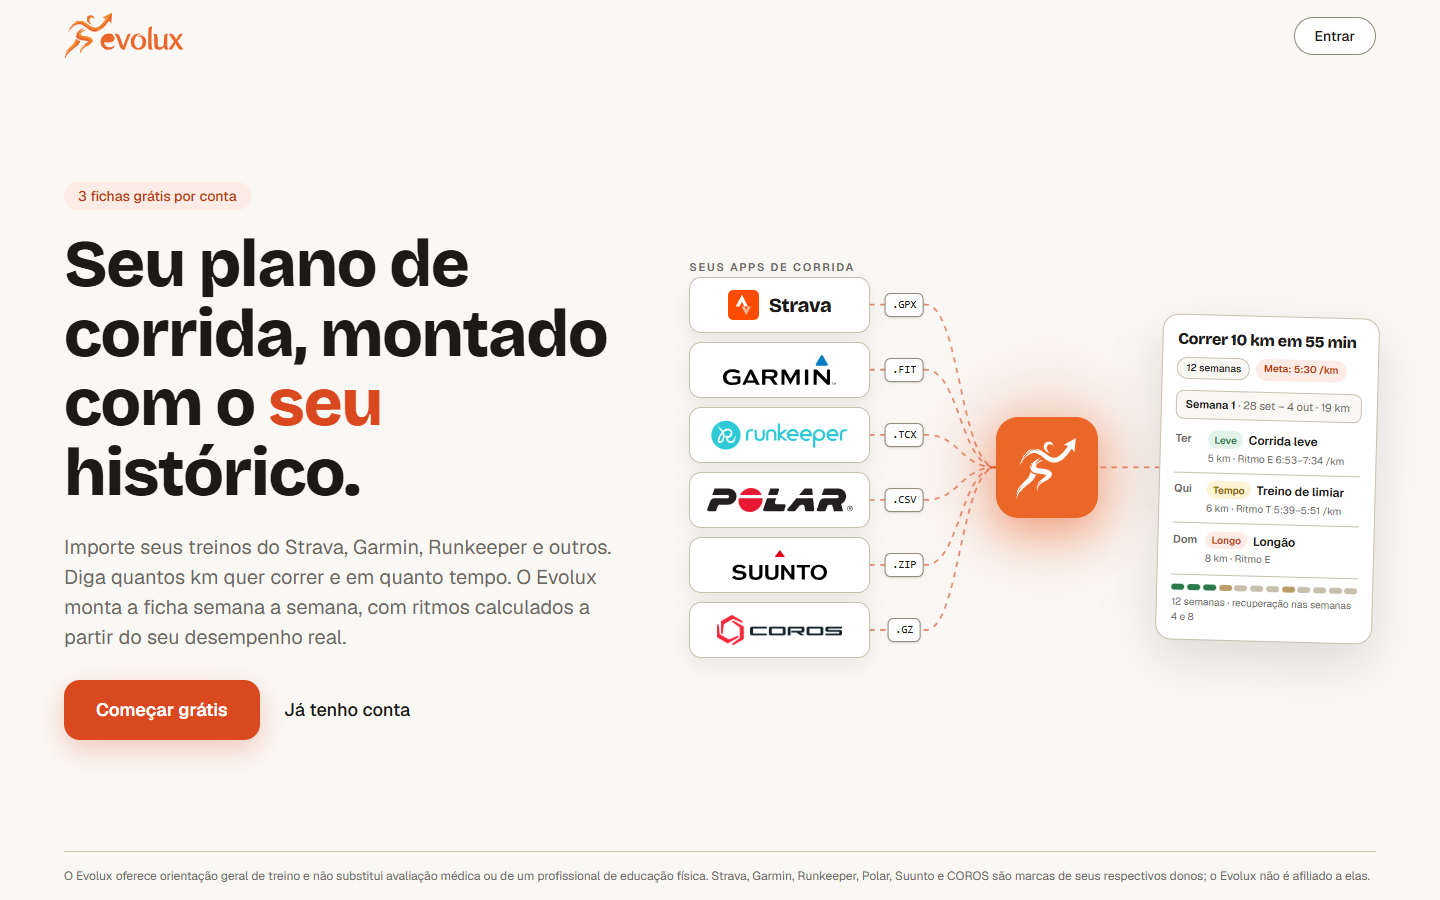 evolux
Entrar
3 fichas grátis por conta
Seu plano de
corrida, montado
com o seu
histórico.
Importe seus treinos do Strava, Garmin, Runkeeper e outros.
Diga quantos km quer correr e em quanto tempo. O Evolux
monta a ficha semana a semana, com ritmos calculados a
partir do seu desempenho real.
Começar grátis
Já tenho conta
SEUS APPS DE CORRIDA
Strava
.GPX
GARMIN
.FIT
runkeeper
.TCX
POLAR
.CSV
SUUNTO
.ZIP
COROS
.GZ
Correr 10 km em 55 min
12 semanas
Meta: 5:30 /km
Semana 1 · 28 set – 4 out · 19 km
Ter Leve Corrida leve
5 km · Ritmo E 6:53–7:34 /km
Qui Tempo Treino de limiar
6 km · Ritmo T 5:39–5:51 /km
Dom Longo Longão
8 km · Ritmo E
12 semanas · recuperação nas semanas
4 e 8
O Evolux oferece orientação geral de treino e não substitui avaliação médica ou de um profissional de educação física. Strava, Garmin, Runkeeper, Polar, Suunto e COROS são marcas de seus respectivos donos; o Evolux não é afiliado a elas.